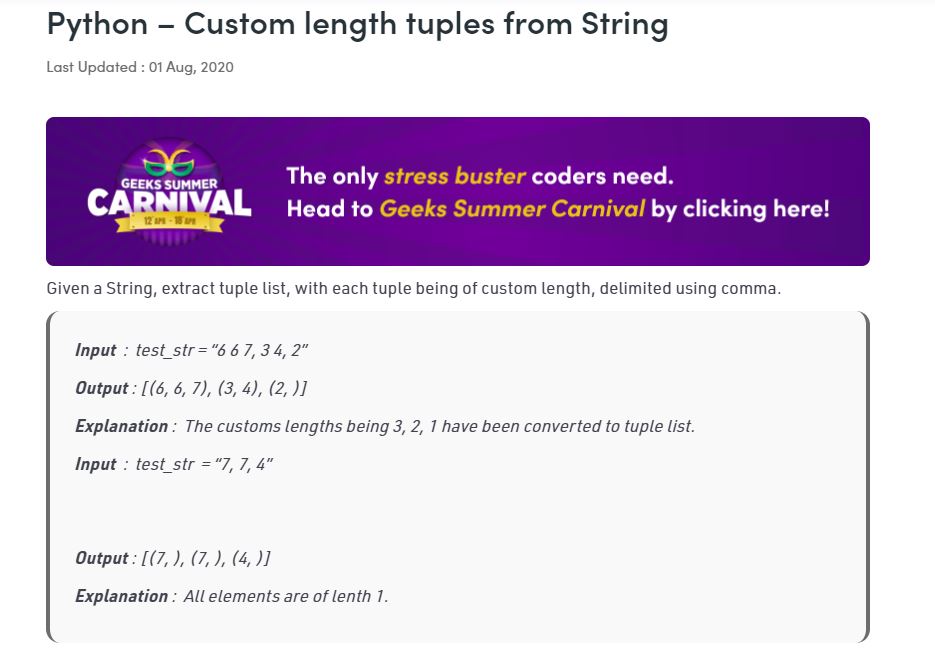 Python – Custom length tuples from String
Last Updated : 01 Aug, 2020
GEEKS SUMMER
CARNIVAL
12 APR - 18 APR
The only stress buster coders need.
Head to Geeks Summer Carnival by clicking here!
Given a String, extract tuple list, with each tuple being of custom length, delimited using comma.
Input : test_str = “6 6 7, 3 4, 2”
Output : [(6, 6, 7), (3, 4), (2, )]
Explanation : The customs lengths being 3, 2, 1 have been converted to tuple list.
Input : test_str = “7, 7, 4”
Output : [(7, ), (7, ), (4, )]
Explanation : All elements are of lenth 1.